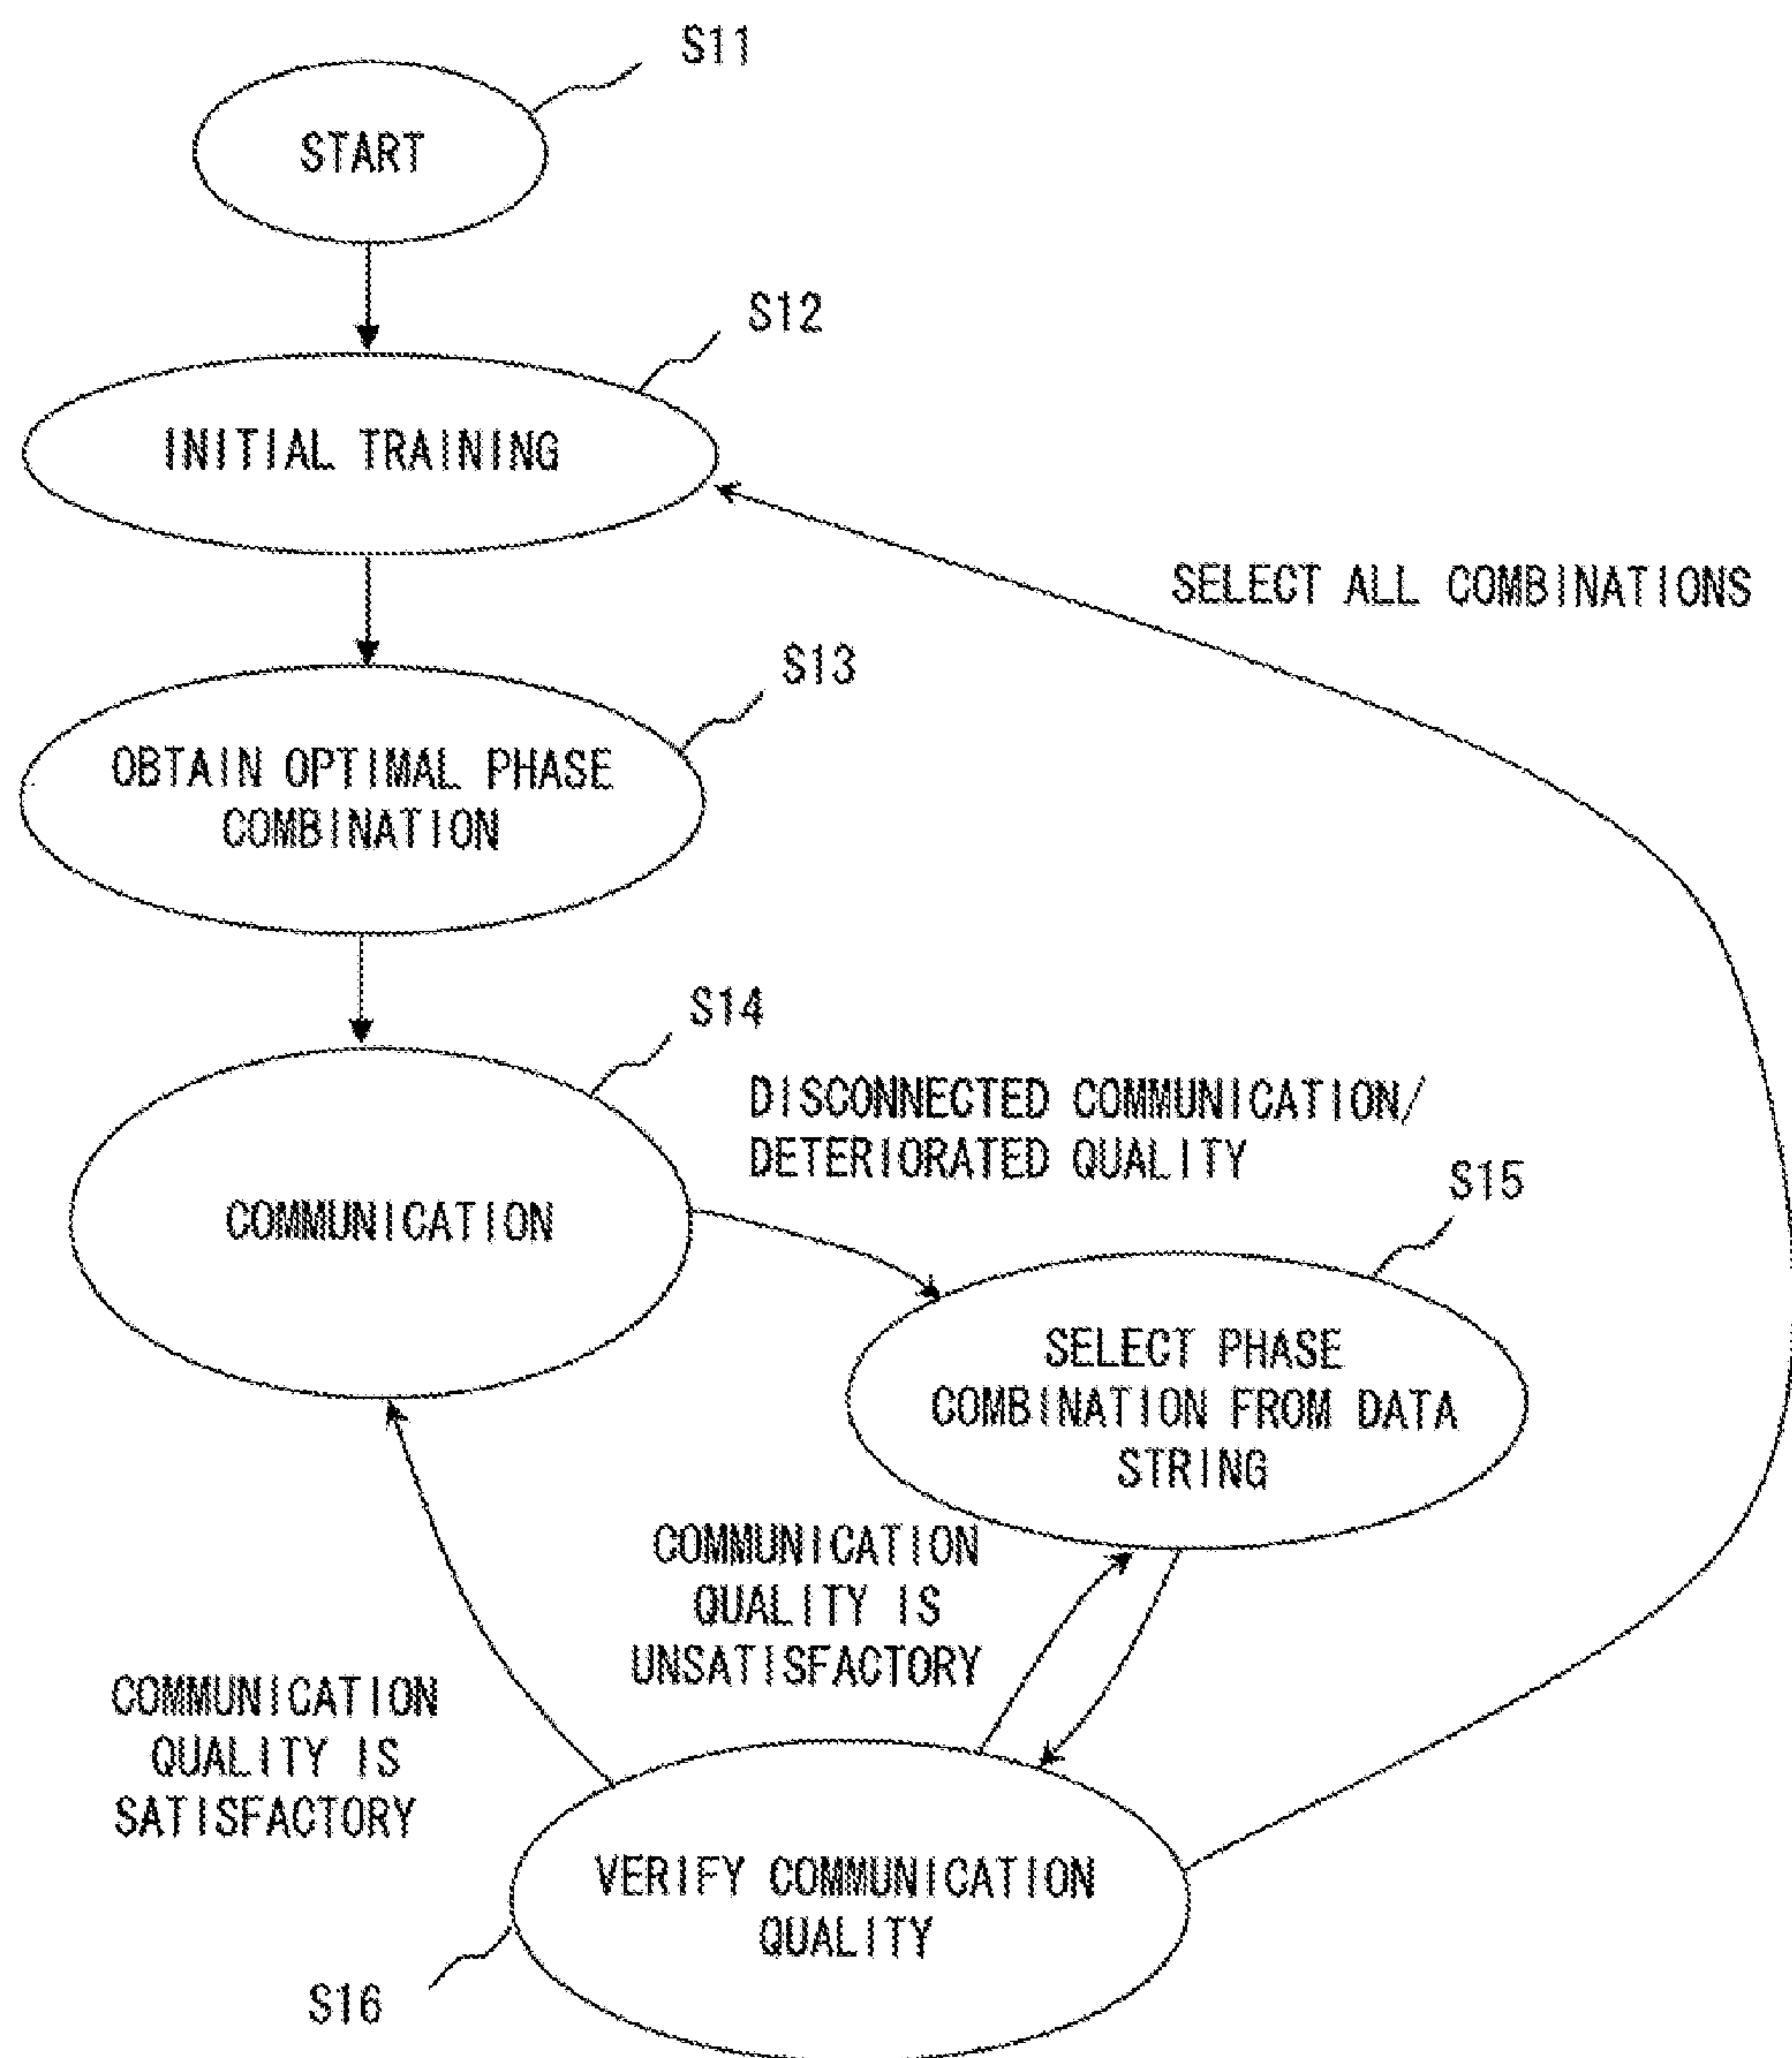 S11
START
S12
INITIAL TRAINING
SELECT ALL COMBINATIONS
S13
OBTAIN OPTIMAL PHASE
COMBINATION
S14
DISCONNECTED COMMUNICATION/
DETERIORATED QUALITY
COMMUNICATION
S15
SELECT PHASE
COMBINATION FROM DATA
STRING
COMMUNICATION
QUALITY IS
UNSATISFACTORY
COMMUNICATION
QUALITY IS
SATISFACTORY
VERIFY COMMUNICATION
QUALITY
S16